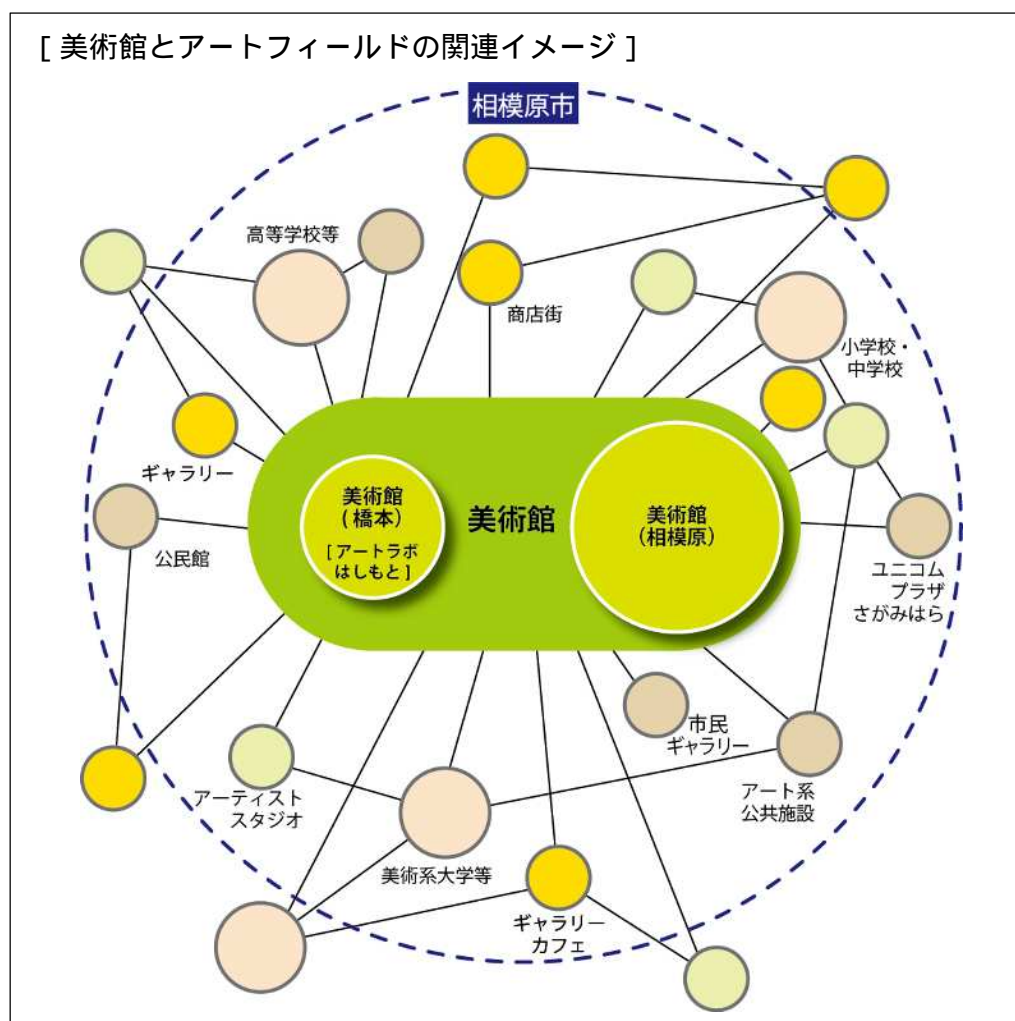 [ 美術館とアートフィールドの関連イメージ ]
相模原市
高等学校等
商店街
小学校・
中学校
ギャラリー
公民館
美術館
(橋本)
[ アートラボ
はしもと ]
美術館
美術館
(相模原)
ユニコム
プラザ
さがみはら
市民
ギャラリー
アーティスト
スタジオ
アート系
公共施設
美術系大学等
ギャラリー
カフェ